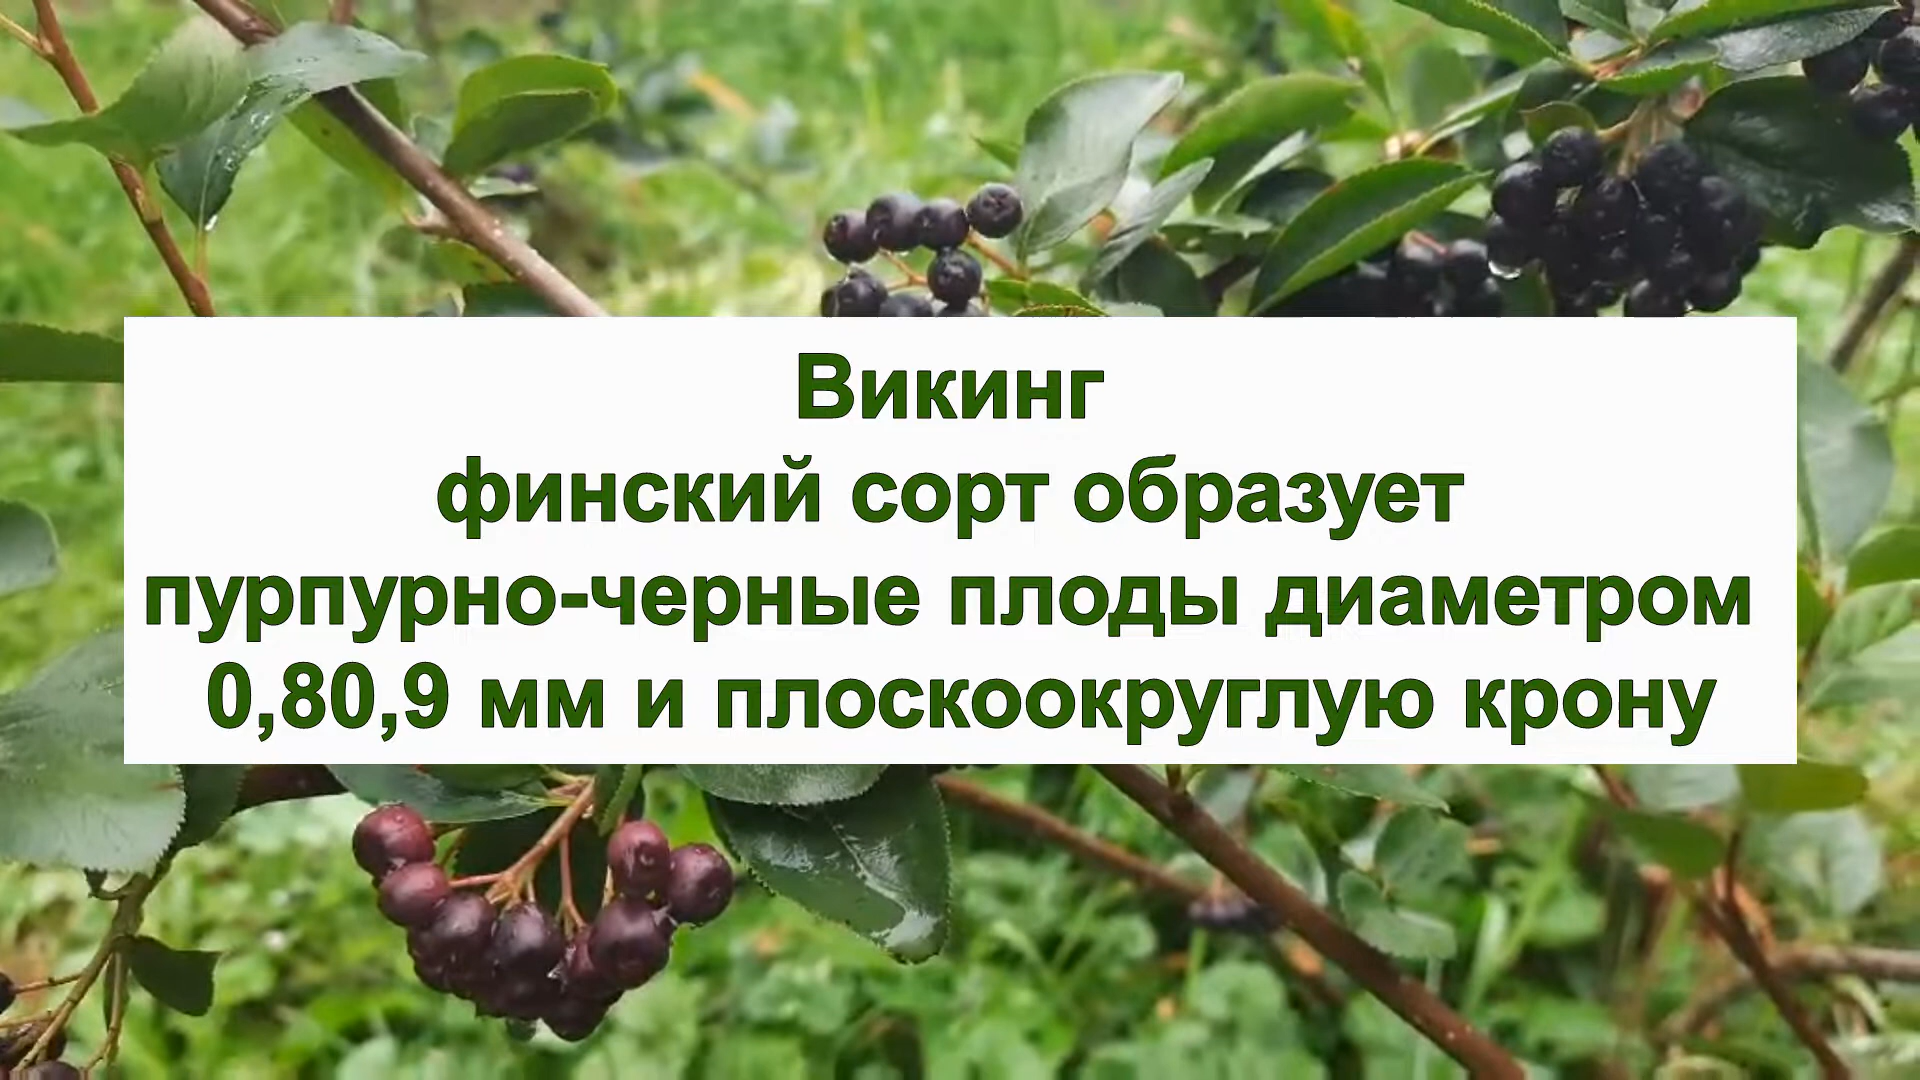 Викинг
финский сорт образует
пурпурно-черные плоды диаметром
0,80,9 мм и плоскоокруглую крону